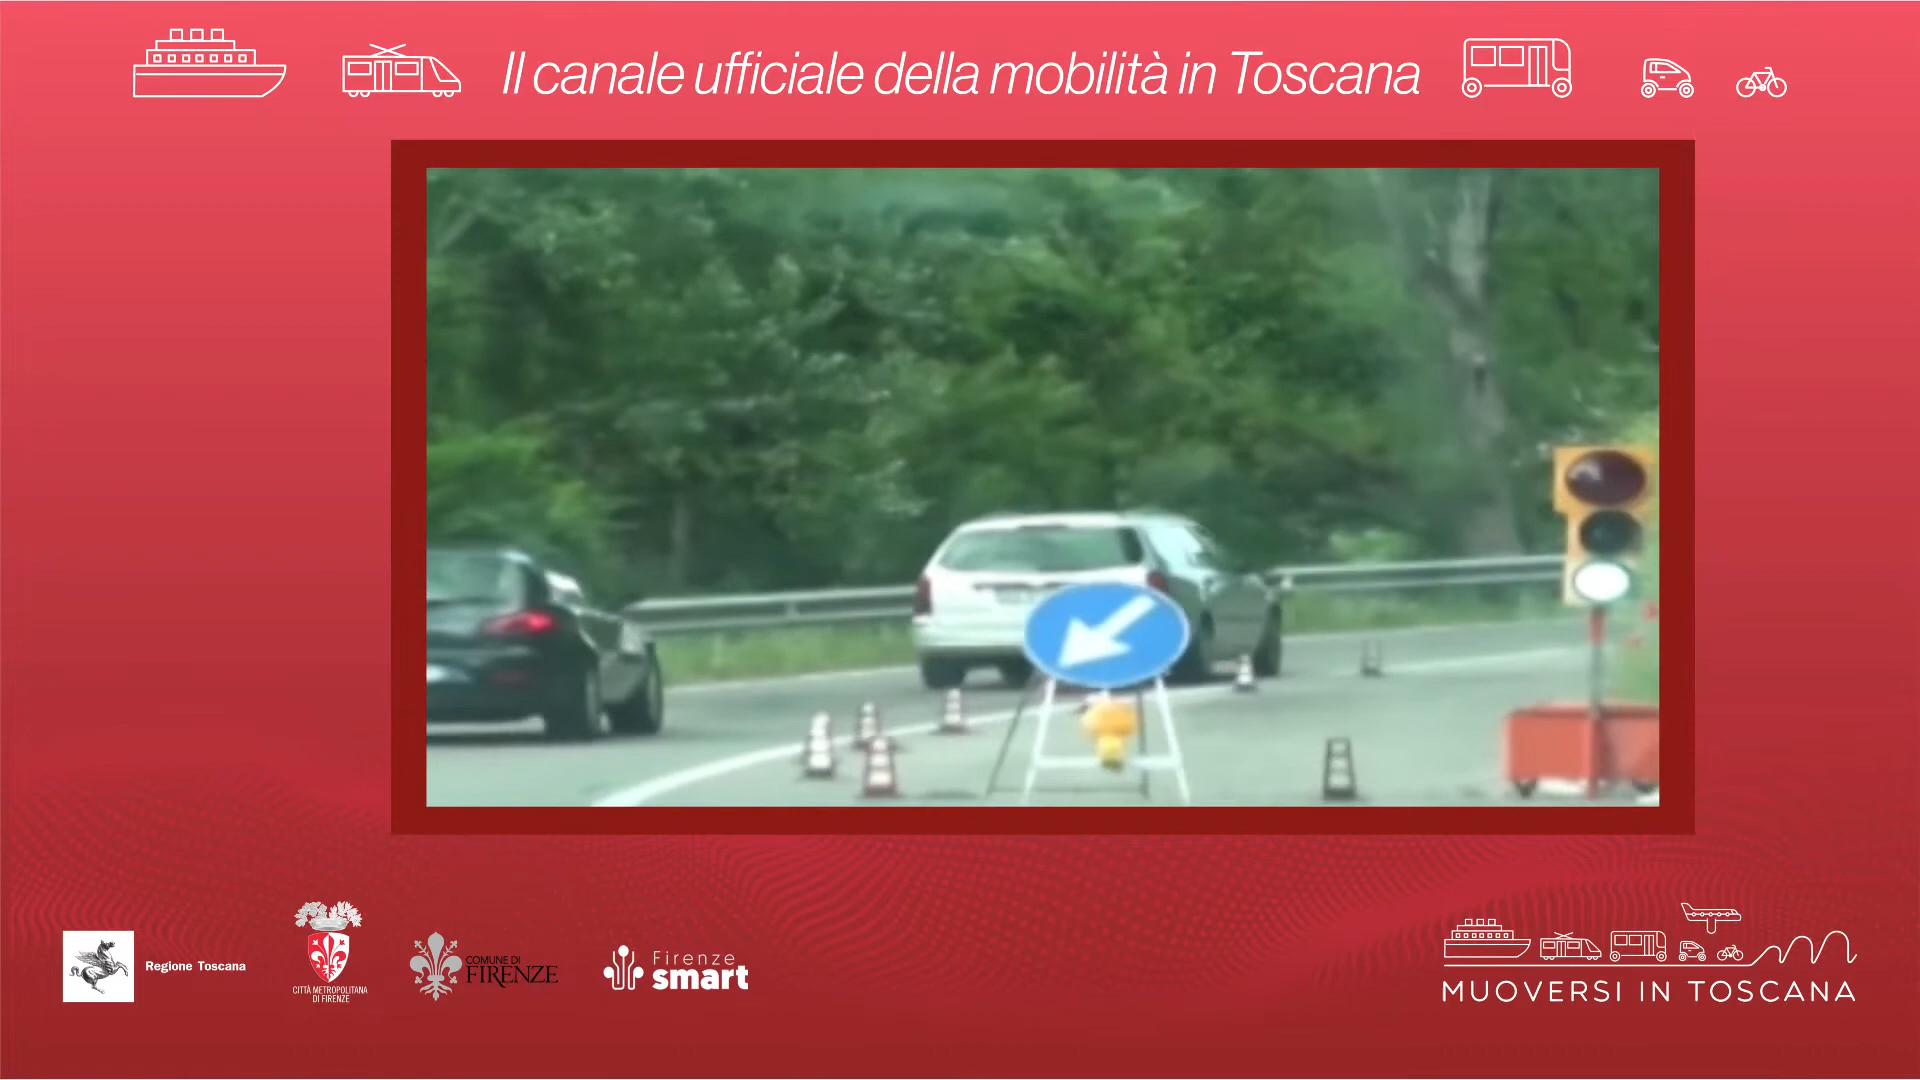 Il canale ufficiale della mobilità in Toscana
Regione Toscana
CITTÀ METROPOLITANA
DI FIRENZE
COMUNE DI
FIRENZE
Firenze
smart
MUOVERSI IN TOSCANA